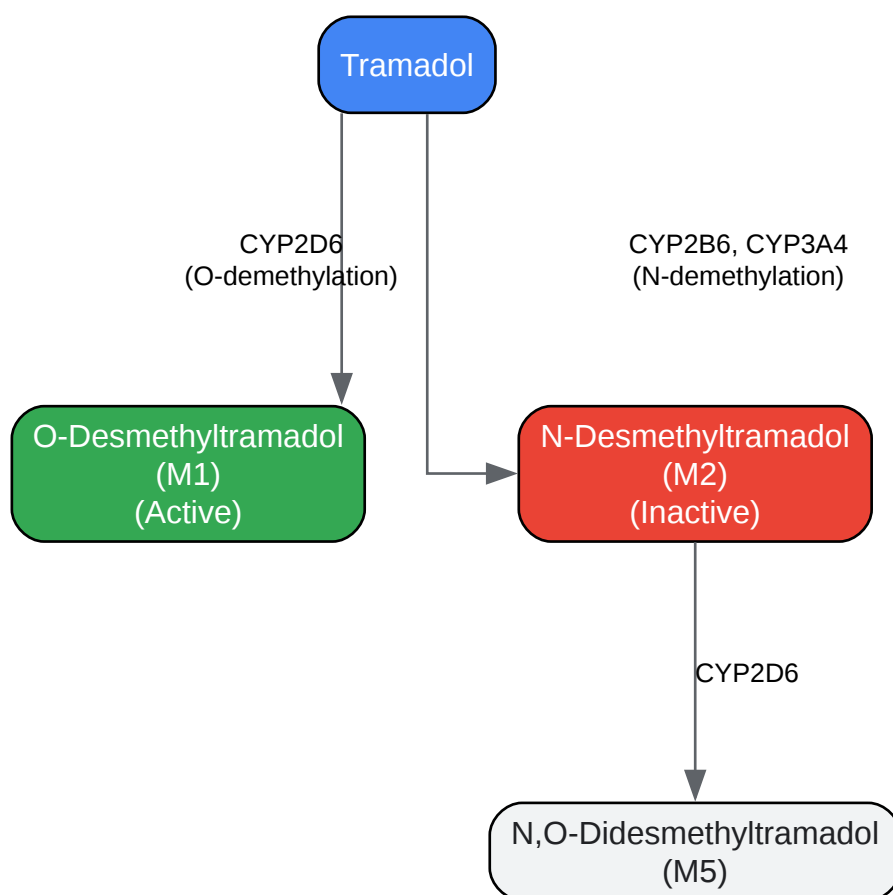 Tramadol
CYP2D6
(O-demethylation)
CYP2B6, CYP3A4
(N-demethylation)
O-Desmethyltramadol
(M1)
(Active)
N-Desmethyltramadol
(M2)
(Inactive)
CYP2D6
N,O-Didesmethyltramadol
(M5)